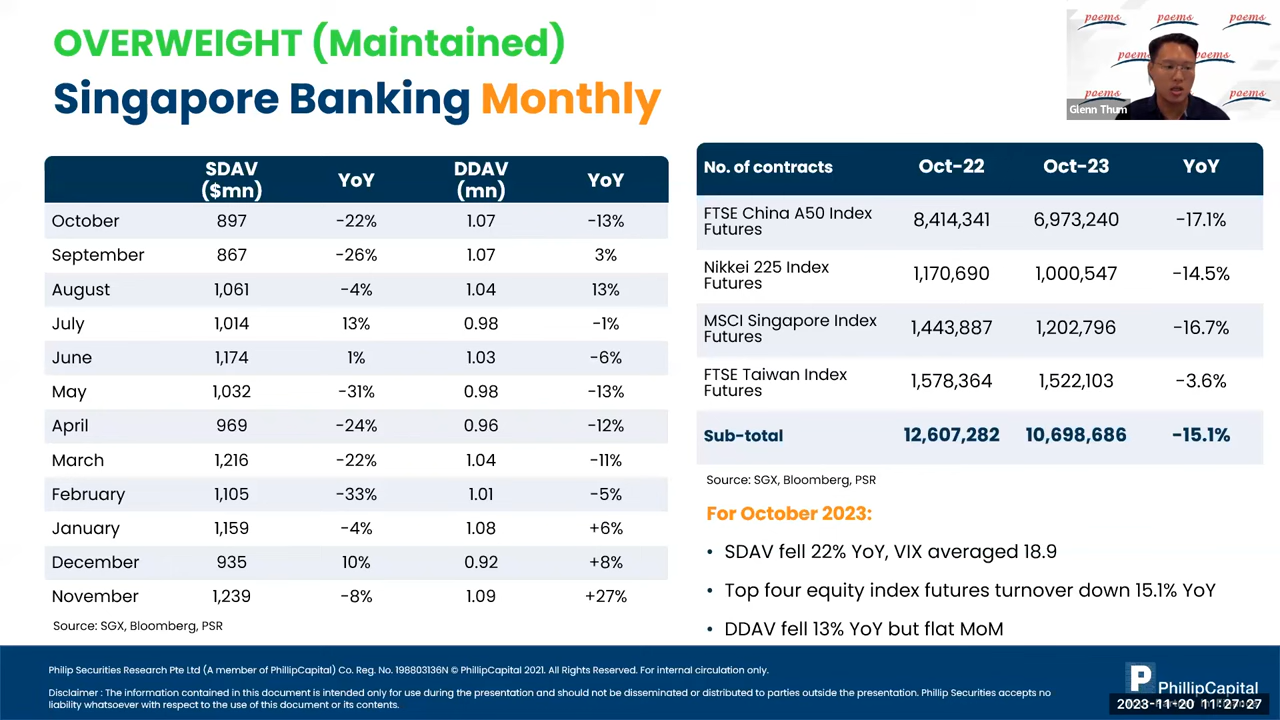 OVERWEIGHT (Maintained)
Singapore Banking Monthly
poems poems poems
poems poems
poems poems
Glenn Thum
SDAV ($mn) YoY DDAV (mn) YoY
October 897 -22% 1.07 -13%
September 867 -26% 1.07 3%
August 1,061 -4% 1.04 13%
July 1,014 13% 0.98 -1%
June 1,174 1% 1.03 -6%
May 1,032 -31% 0.98 -13%
April 969 -24% 0.96 -12%
March 1,216 -22% 1.04 -11%
February 1,105 -33% 1.01 -5%
January 1,159 -4% 1.08 +6%
December 935 10% 0.92 +8%
November 1,239 -8% 1.09 +27%
Source: SGX, Bloomberg, PSR
No. of contracts Oct-22 Oct-23 YoY
FTSE China A50 Index Futures 8,414,341 6,973,240 -17.1%
Nikkei 225 Index Futures 1,170,690 1,000,547 -14.5%
MSCI Singapore Index Futures 1,443,887 1,202,796 -16.7%
FTSE Taiwan Index Futures 1,578,364 1,522,103 -3.6%
Sub-total 12,607,282 10,698,686 -15.1%
Source: SGX, Bloomberg, PSR
For October 2023:
• SDAV fell 22% YoY, VIX averaged 18.9
• Top four equity index futures turnover down 15.1% YoY
• DDAV fell 13% YoY but flat MoM
Philip Securities Research Pte Ltd (A member of PhillipCapital) Co. Reg. No. 198803136N © PhillipCapital 2021. All Rights Reserved. For internal circulation only.
Disclaimer : The information contained in this document is intended only for use during the presentation and should not be disseminated or distributed to parties outside the presentation. Phillip Securities accepts no
liability whatsoever with respect to the use of this document or its contents.
P PhillipCapital
2023-11-20 11:27:27